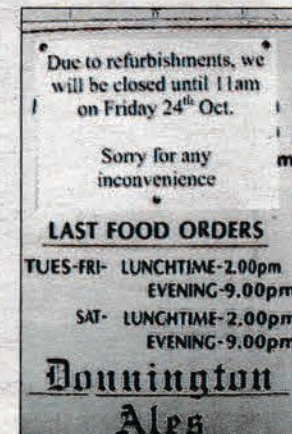 Due to refurbishments, we
will be closed until 11am
on Friday 24th Oct.
Sorry for any
inconvenience
m
LAST FOOD ORDERS
TUES-FRI- LUNCHTIME-2.00pm
EVENING-9.00pm
SAT- LUNCHTIME-2.00pm
EVENING-9.00pm
Donnington
Ales